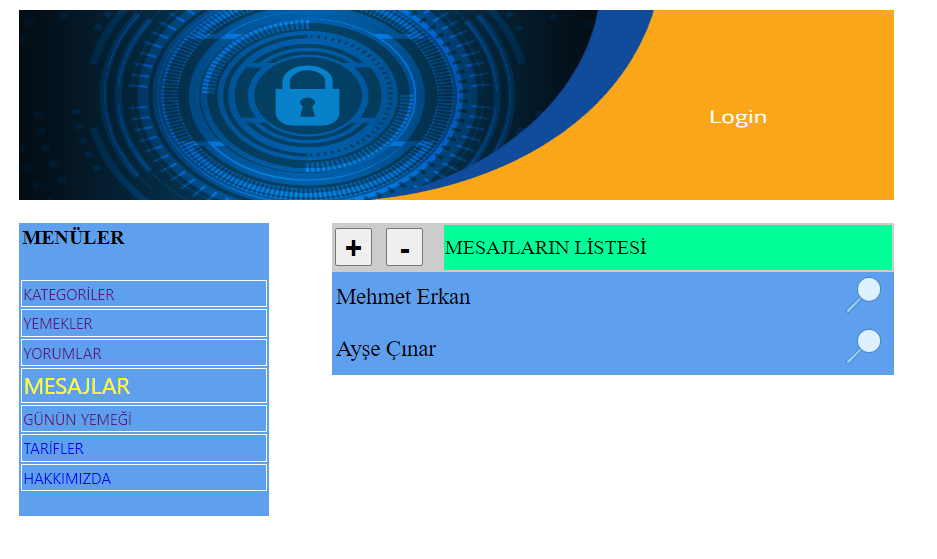 Login
MENÜLER
KATEGORİLER
YEMEKLER
YORUMLAR
MESAJLAR
GÜNÜN YEMEĞİ
TARİFLER
HAKKIMIZDA
+ - MESAJLARIN LİSTESİ
Mehmet Erkan
Ayşe Çınar